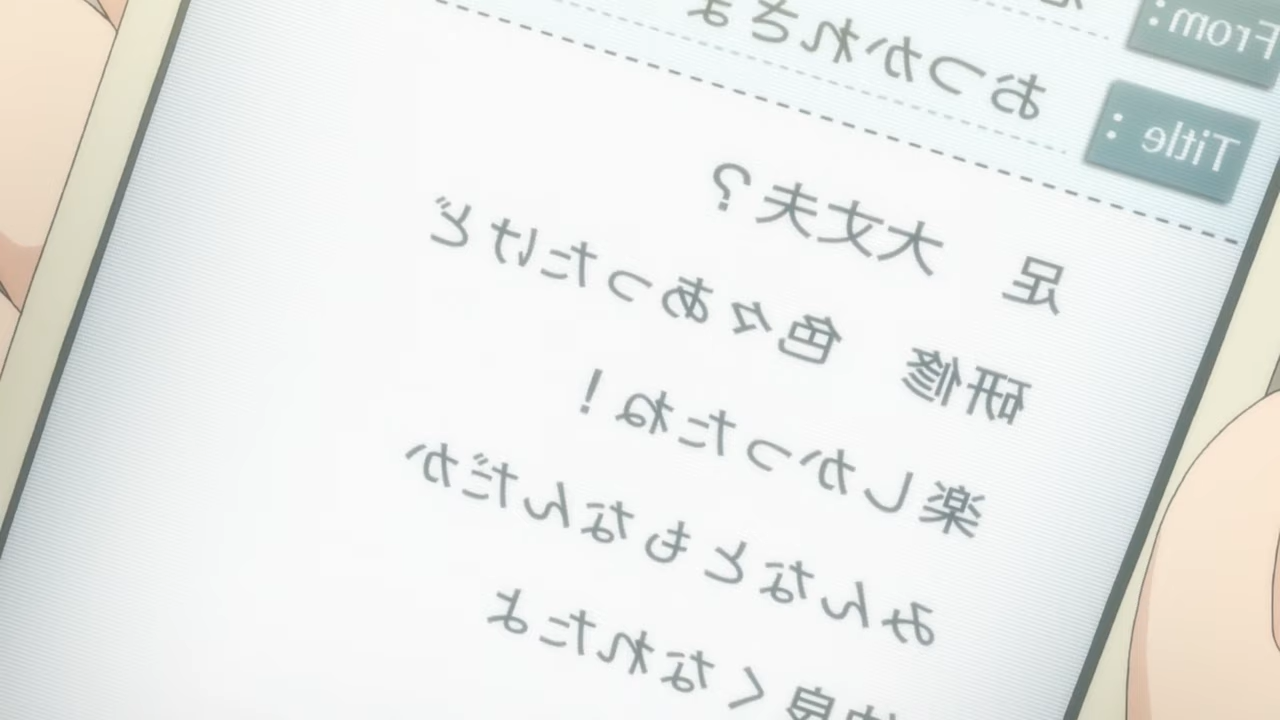 From:
Title : おつかれさま
足　大丈夫？
研修　色々あったけど
楽しかったね！
みんなともなんだか
仲良くなれたよ